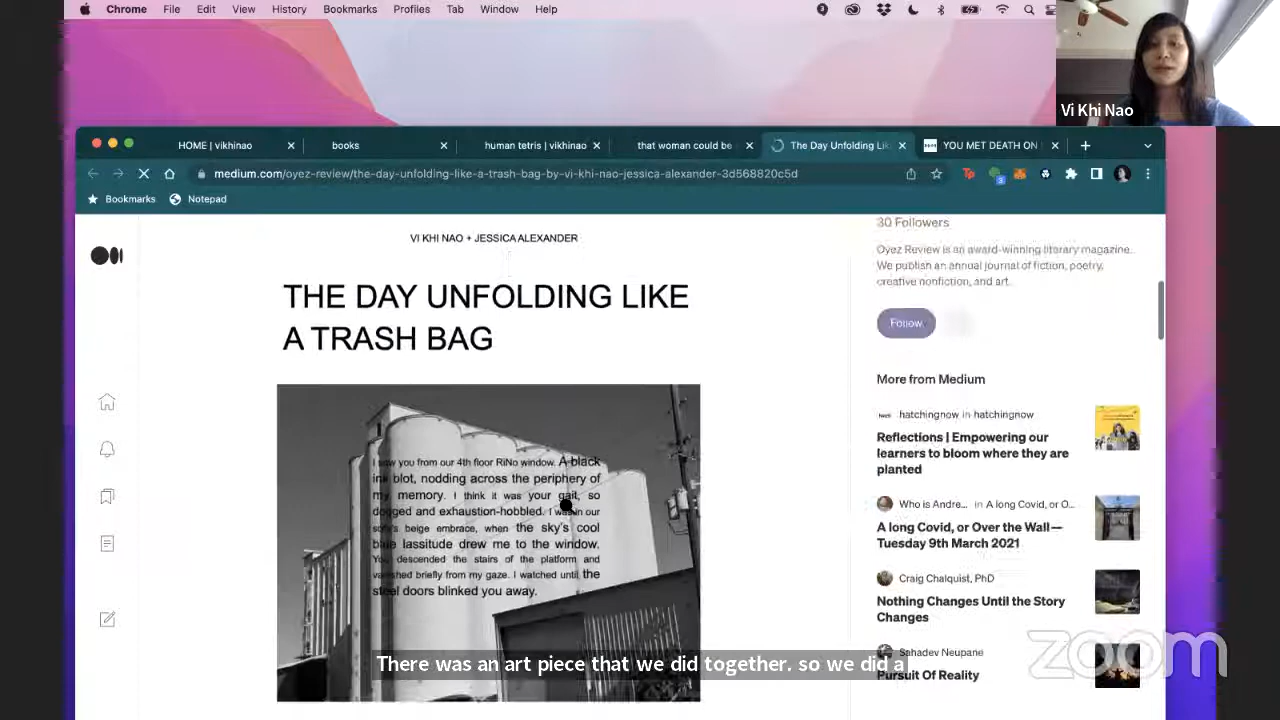 Chrome File Edit View History Bookmarks Profiles Tab Window Help
Vi Khi Nao
HOME | vikhinao
books
human tetris | vikhinao
that woman could be
The Day Unfolding Lik
YOU MET DEATH ON
medium.com/oyez-review/the-day-unfolding-like-a-trash-bag-by-vi-khi-nao-jessica-alexander-3d568820c5d
3
Bookmarks
Notepad
VI KHI NAO + JESSICA ALEXANDER
THE DAY UNFOLDING LIKE
A TRASH BAG
I saw you from our 4th floor RiNo window. A black
ink blot, nodding across the periphery of
my memory. I think it was your gait, so
dogged and exhaustion-hobbled. I was in our
sofa's beige embrace, when the sky's cool
blue lassitude drew me to the window.
You descended the stairs of the platform and
vanished briefly from my gaze. I watched until the
steel doors blinked you away.
30 Followers
Oyez Review is an award-winning literary magazine.
We publish an annual journal of fiction, poetry,
creative nonfiction, and art.
Follow
More from Medium
hatchingnow in hatchingnow
Reflections | Empowering our
learners to bloom where they are
planted
Who is Andre... in A long Covid, or O...
A long Covid, or Over the Wall—
Tuesday 9th March 2021
Craig Chalquist, PhD
Nothing Changes Until the Story
Changes
Sahadev Neupane
Pursuit Of Reality
There was an art piece that we did together. so we did a
zoom